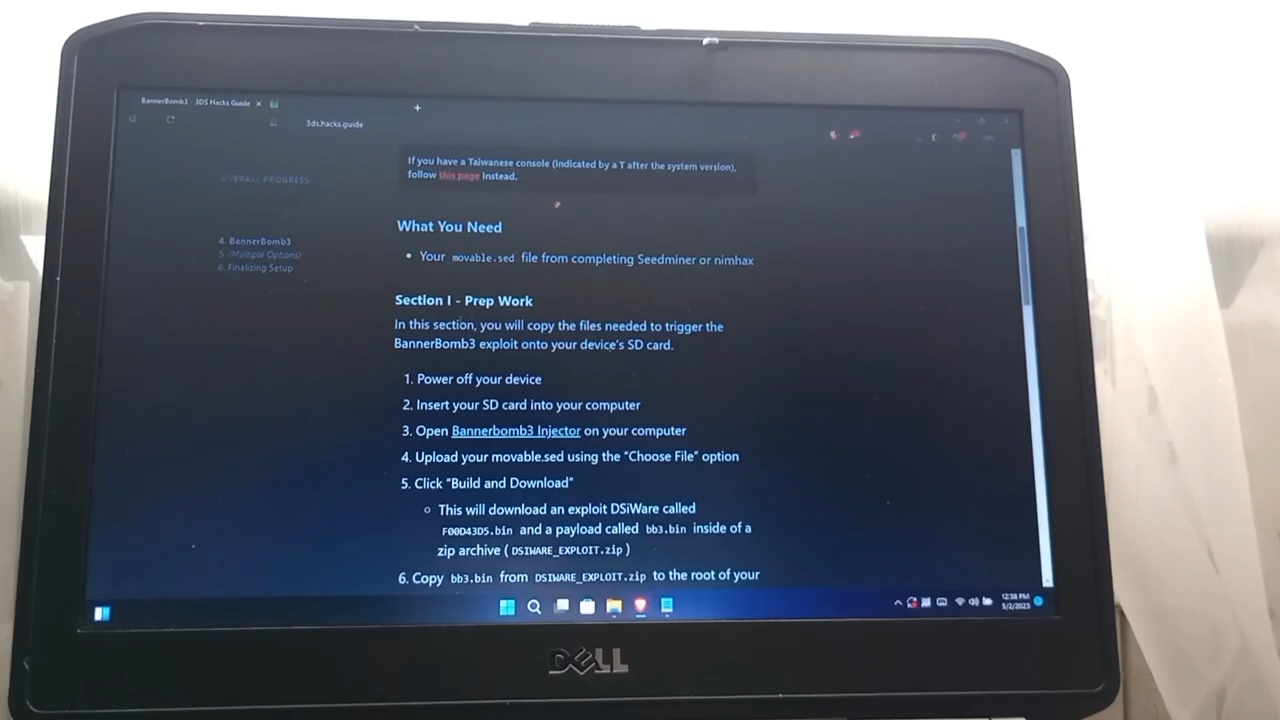 BannerBomb3 - 3DS Hacks Guide
3ds.hacks.guide
If you have a Taiwanese console (indicated by a T after the system version),
follow this page instead.
OVERALL PROGRESS
4. BannerBomb3
5 (Multiple Options)
6. Finalizing Setup
What You Need
• Your movable.sed file from completing Seedminer or nimhax
Section I - Prep Work
In this section, you will copy the files needed to trigger the
BannerBomb3 exploit onto your device's SD card.
1. Power off your device
2. Insert your SD card into your computer
3. Open Bannerbomb3 Injector on your computer
4. Upload your movable.sed using the “Choose File” option
5. Click “Build and Download”
This will download an exploit DSiWare called
F00D43D5.bin and a payload called bb3.bin inside of a
zip archive (DSIWARE_EXPLOIT.zip)
6. Copy bb3.bin from DSIWARE_EXPLOIT.zip to the root of your
12:38 PM
5/2/2023
DELL